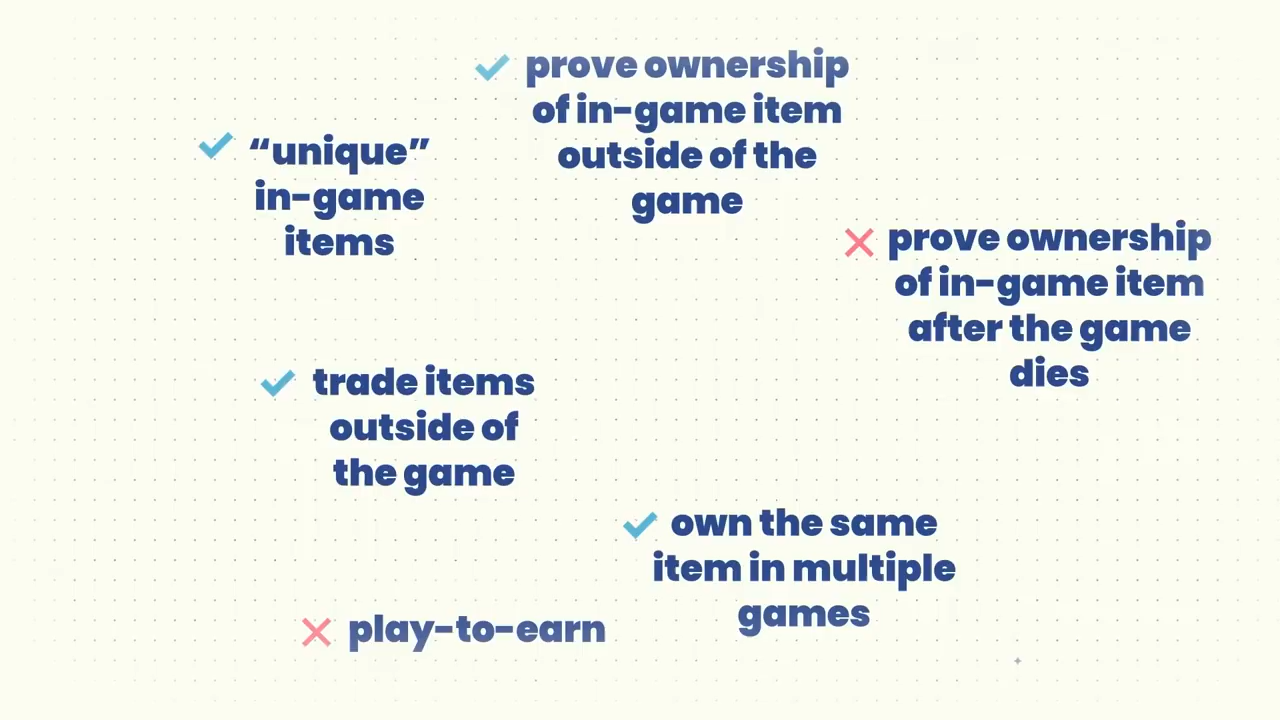 prove ownership
of in-game item
outside of the
game
“unique”
in-game
items
prove ownership
of in-game item
after the game
dies
trade items
outside of
the game
own the same
item in multiple
games
play-to-earn